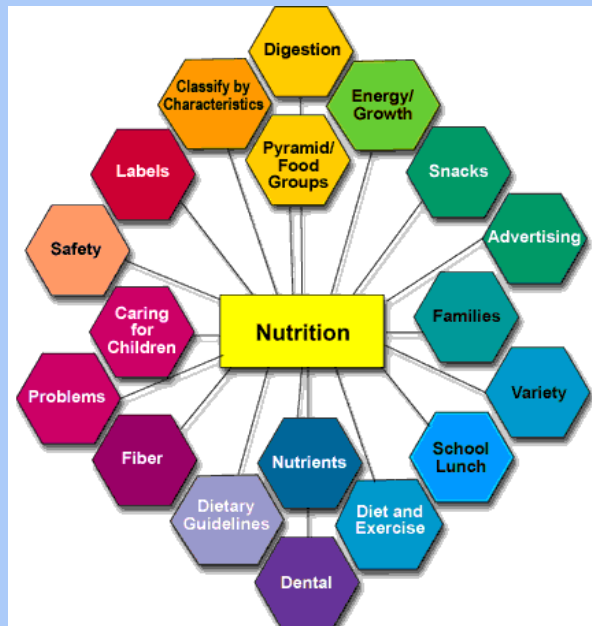 Digestion
Classify by
Characteristics
Energy/
Growth
Pyramid/
Food
Groups
Labels
Snacks
Safety
Advertising
Caring
for
Children
Nutrition
Families
Problems
Variety
Fiber
Nutrients
School
Lunch
Dietary
Guidelines
Diet and
Exercise
Dental